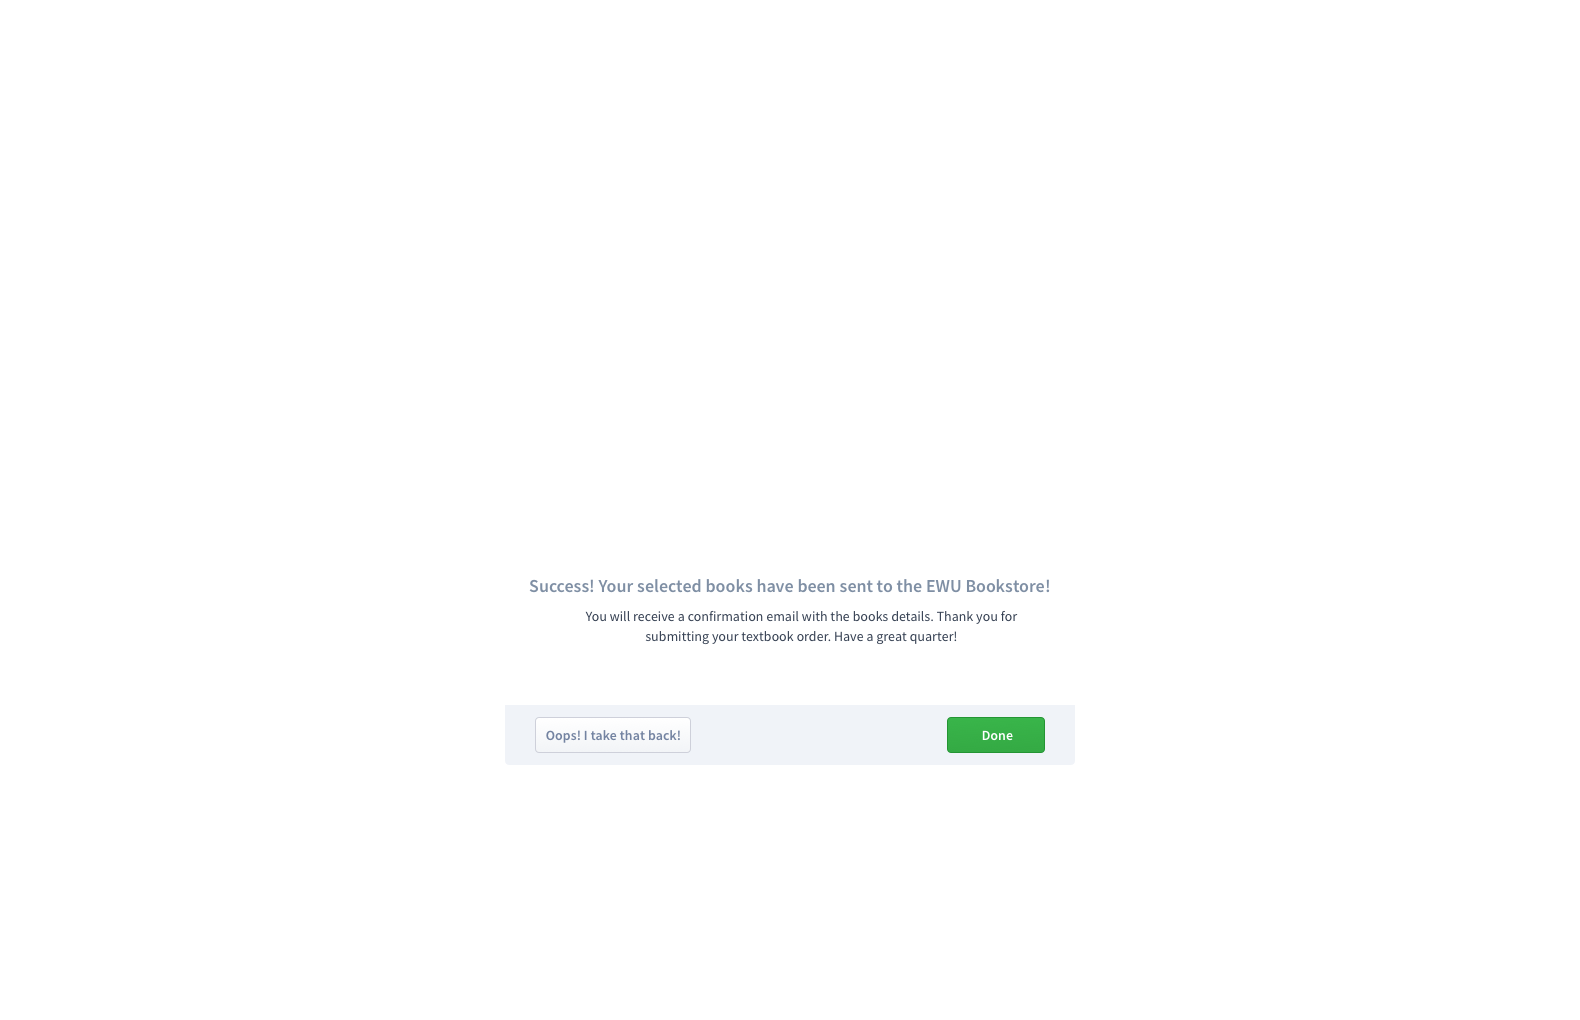 Success! Your selected books have been sent to the EWU Bookstore!
You will receive a confirmation email with the books details. Thank you for
submitting your textbook order. Have a great quarter!
Oops! I take that back!
Done